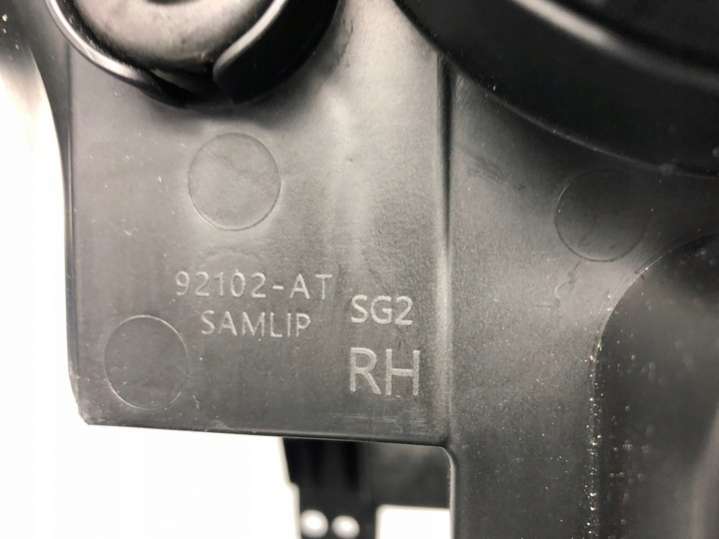 92102-AT
SAMLIP
SG2
RH